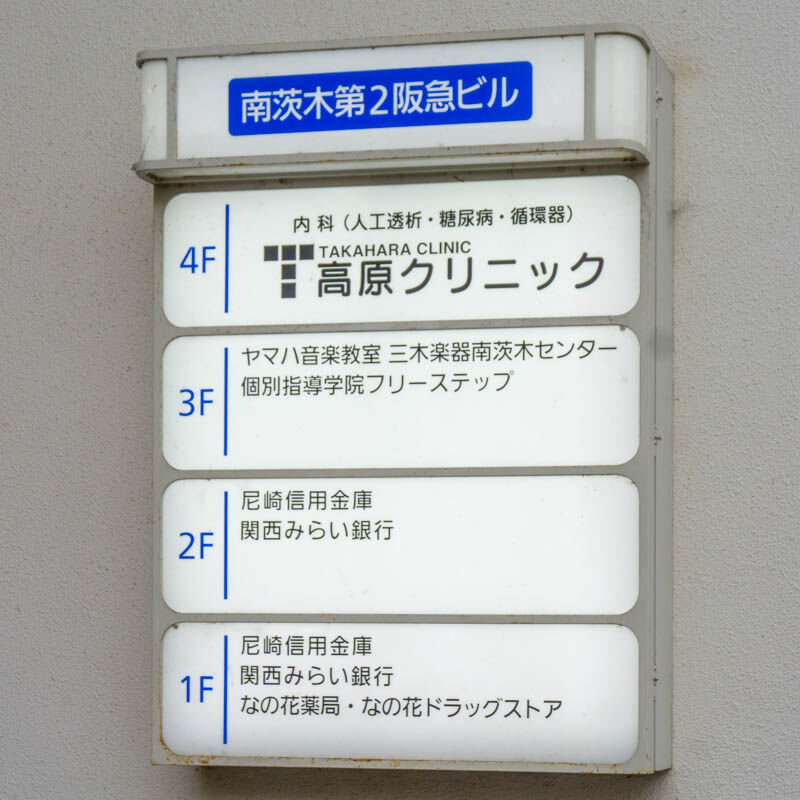 南茨木第2阪急ビル
4F
内科（人工透析・糖尿病・循環器）
TAKAHARA CLINIC
高原クリニック
3F
ヤマハ音楽教室 三木楽器南茨木センター
個別指導学院フリーステップ
2F
尼崎信用金庫
関西みらい銀行
1F
尼崎信用金庫
関西みらい銀行
なの花薬局・なの花ドラッグストア